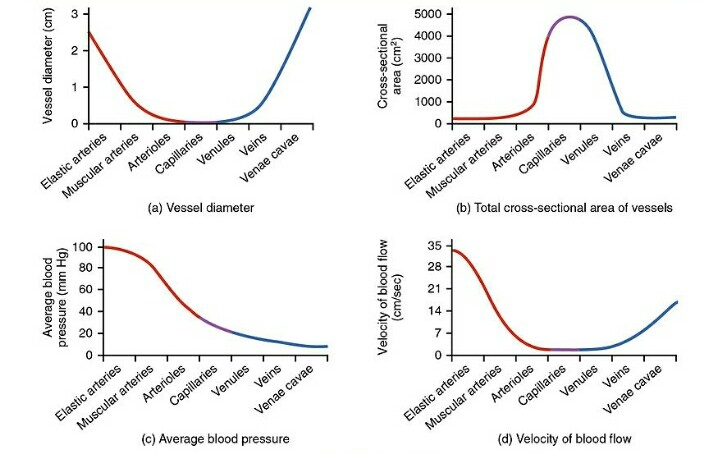 Vessel diameter (cm)
3
2
1
0
Elastic arteries
Muscular arteries
Arterioles
Capillaries
Venules
Veins
Venae cavae
(a) Vessel diameter
Cross-sectional
area (cm²)
5000
4000
3000
2000
1000
0
Elastic arteries
Muscular arteries
Arterioles
Capillaries
Venules
Veins
Venae cavae
(b) Total cross-sectional area of vessels
Average blood
pressure (mm Hg)
100
80
60
40
20
0
Elastic arteries
Muscular arteries
Arterioles
Capillaries
Venules
Veins
Venae cavae
(c) Average blood pressure
Velocity of blood flow
(cm/sec)
35
28
21
14
7
0
Elastic arteries
Muscular arteries
Arterioles
Capillaries
Venules
Veins
Venae cavae
(d) Velocity of blood flow